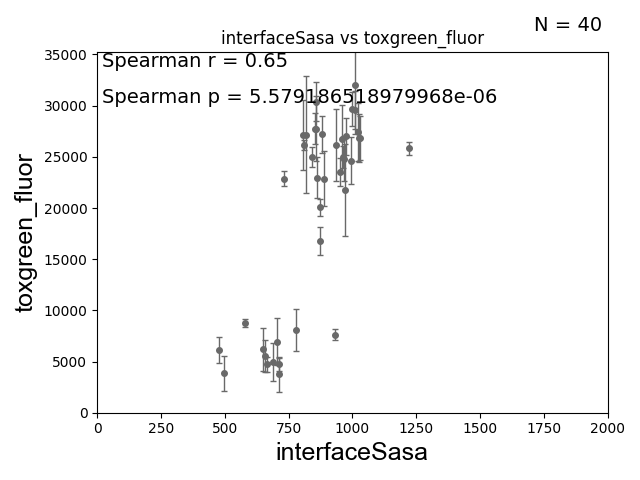 N = 40
interfaceSasa vs toxgreen_fluor
Spearman r = 0.65
Spearman p = 5.579186518979968e-06
35000
30000
25000
20000
15000
10000
5000
0
toxgreen_fluor
0 250 500 750 1000 1250 1500 1750 2000
interfaceSasa